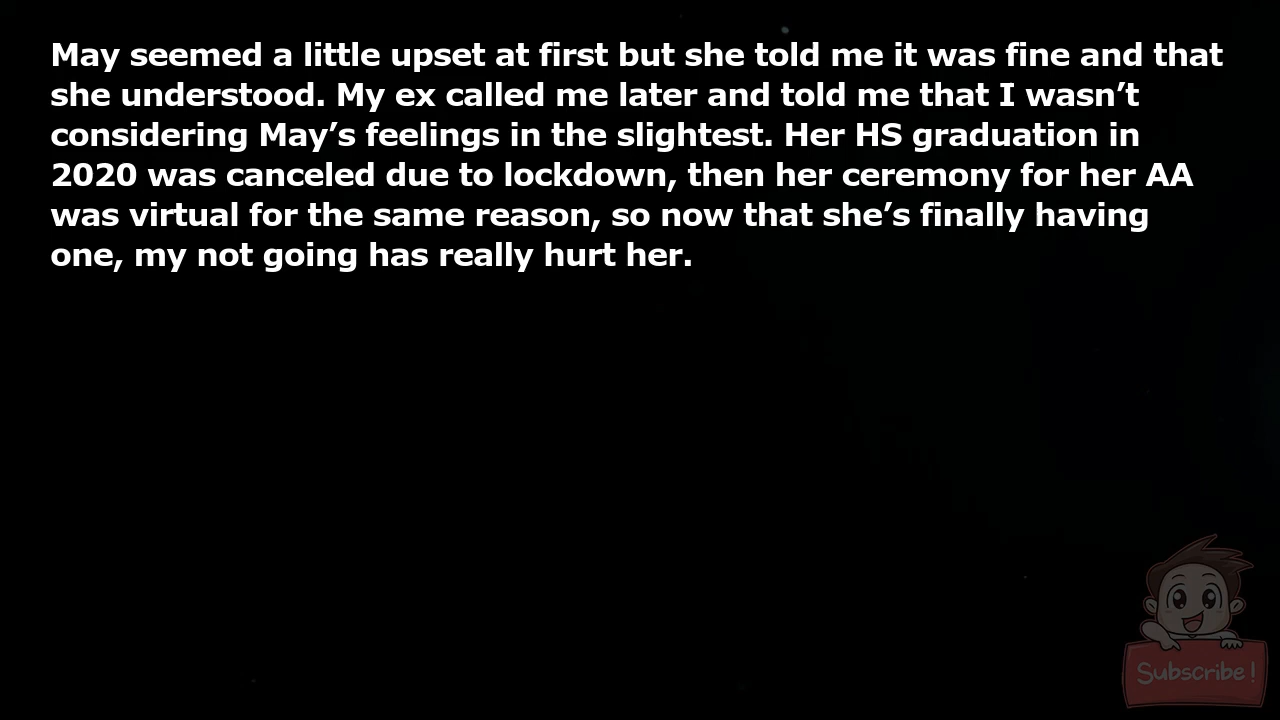 May seemed a little upset at first but she told me it was fine and that
she understood. My ex called me later and told me that I wasn’t
considering May’s feelings in the slightest. Her HS graduation in
2020 was canceled due to lockdown, then her ceremony for her AA
was virtual for the same reason, so now that she’s finally having
one, my not going has really hurt her.
Subscribe!